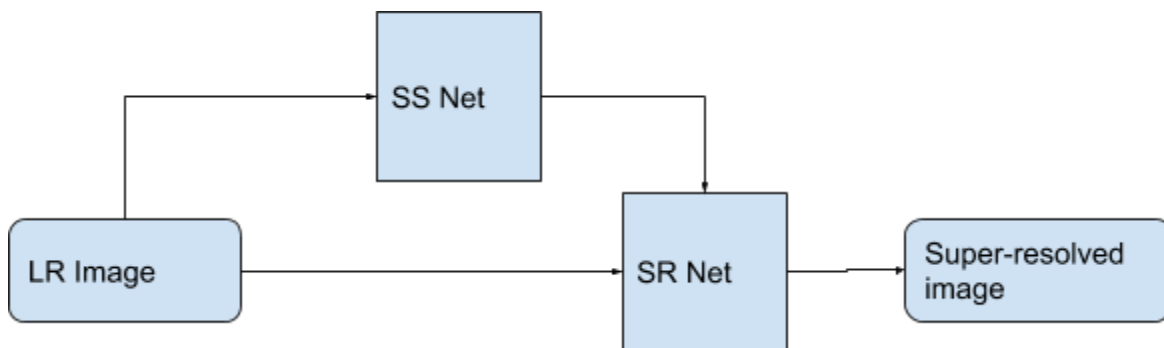 SS Net
LR Image
SR Net
Super-resolved
image